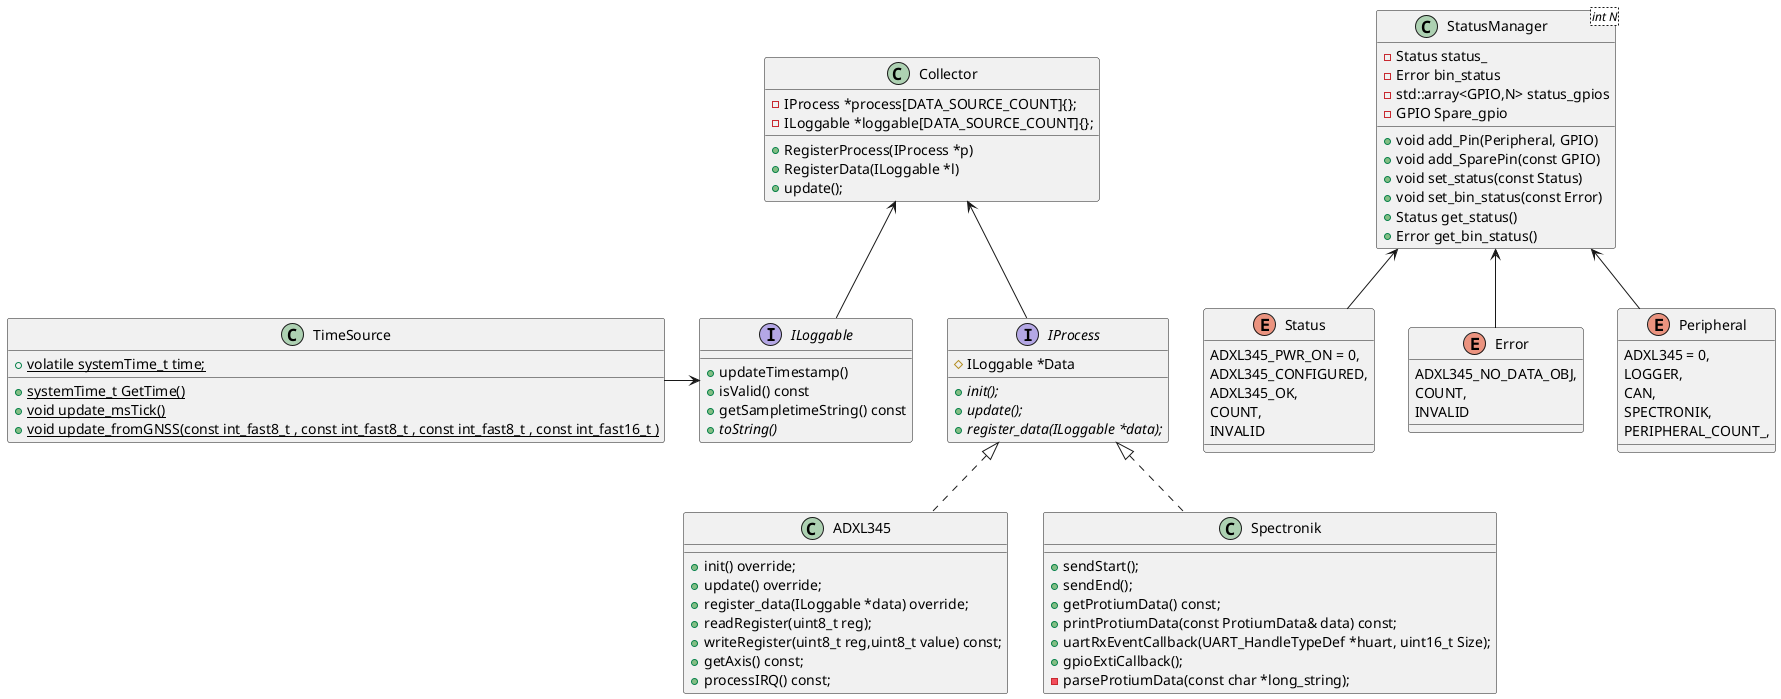 C StatusManager int N
Status status_
Error bin_status
std::array<GPIO,N> status_gpios
GPIO Spare_gpio
void add_Pin(Peripheral, GPIO)
void add_SparePin(const GPIO)
void set_status(const Status)
void set_bin_status(const Error)
Status get_status()
Error get_bin_status()
C Collector
IProcess *process[DATA_SOURCE_COUNT]{};
ILoggable *loggable[DATA_SOURCE_COUNT]{};
RegisterProcess(IProcess *p)
RegisterData(ILoggable *l)
update();
C TimeSource
volatile systemTime_t time;
systemTime_t GetTime()
void update_msTick()
void update_fromGNSS(const int_fast8_t , const int_fast8_t , const int_fast8_t , const int_fast16_t )
I ILoggable
updateTimestamp()
isValid() const
getSampletimeString() const
toString()
I IProcess
ILoggable *Data
init();
update();
register_data(ILoggable *data);
E Status
ADXL345_PWR_ON = 0,
ADXL345_CONFIGURED,
ADXL345_OK,
COUNT,
INVALID
E Error
ADXL345_NO_DATA_OBJ,
COUNT,
INVALID
E Peripheral
ADXL345 = 0,
LOGGER,
CAN,
SPECTRONIK,
PERIPHERAL_COUNT_,
C ADXL345
init() override;
update() override;
register_data(ILoggable *data) override;
readRegister(uint8_t reg);
writeRegister(uint8_t reg,uint8_t value) const;
getAxis() const;
processIRQ() const;
C Spectronik
sendStart();
sendEnd();
getProtiumData() const;
printProtiumData(const ProtiumData& data) const;
uartRxEventCallback(UART_HandleTypeDef *huart, uint16_t Size);
gpioExtiCallback();
parseProtiumData(const char *long_string);